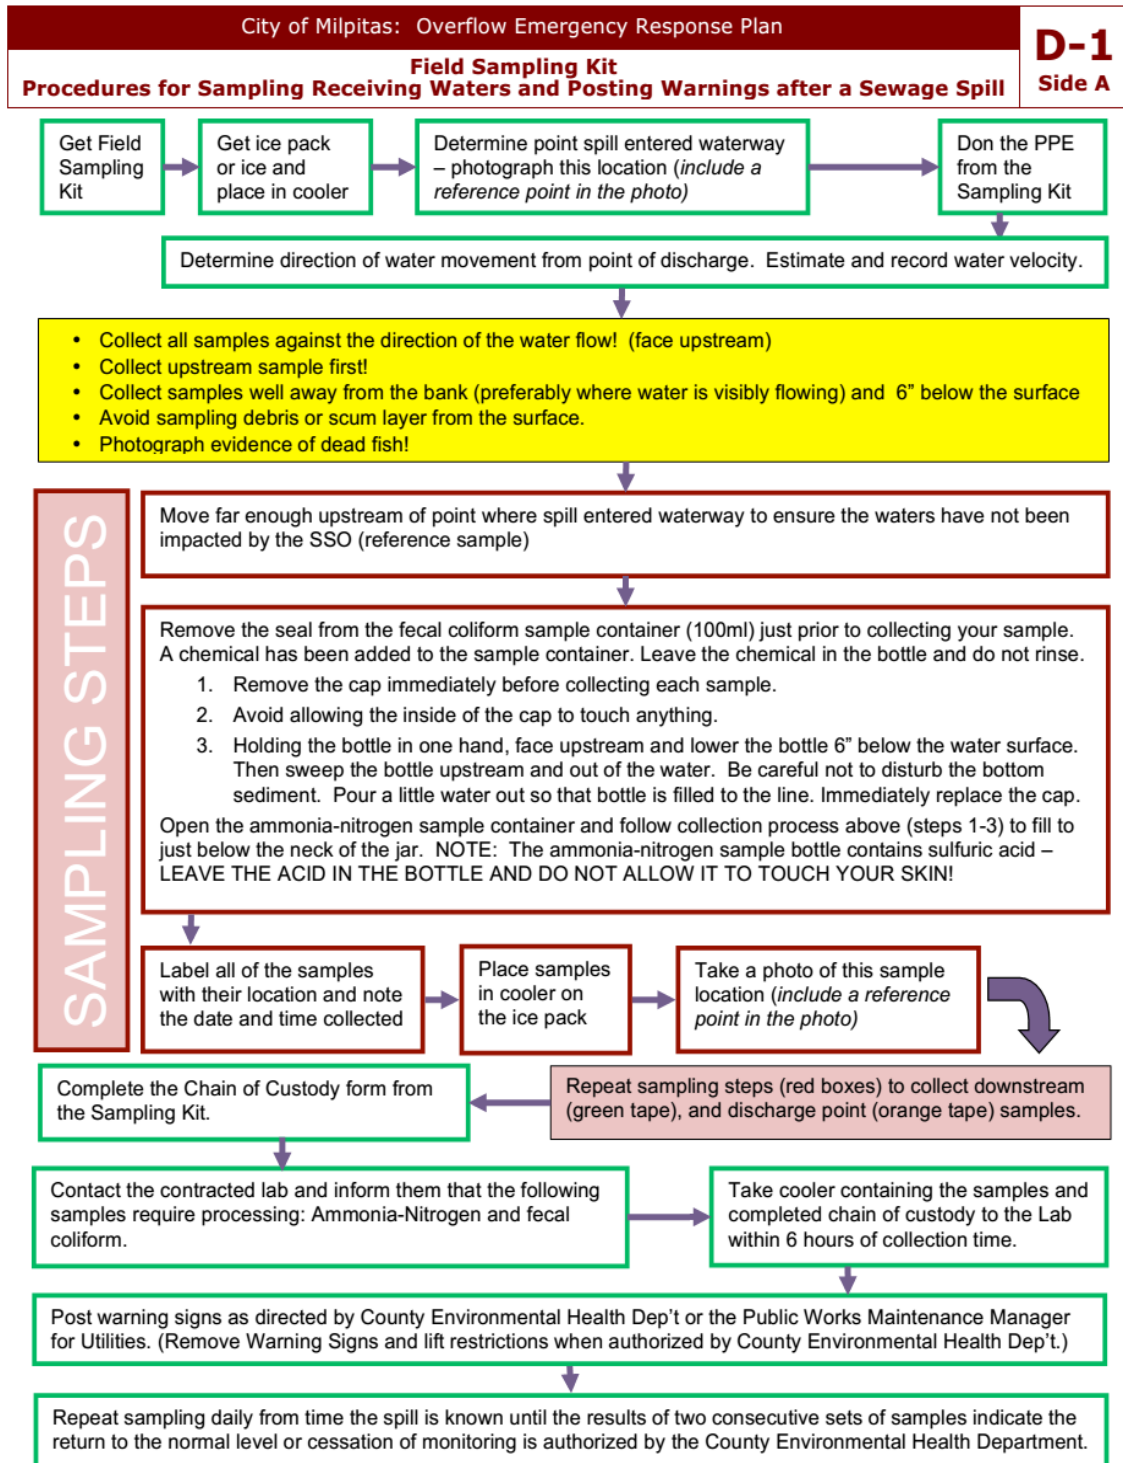 City of Milpitas:  Overflow Emergency Response Plan
D-1
Side A
Field Sampling Kit
Procedures for Sampling Receiving Waters and Posting Warnings after a Sewage Spill
Get Field
Sampling
Kit
Get ice pack
or ice and
place in cooler
Determine point spill entered waterway
– photograph this location (include a
reference point in the photo)
Don the PPE
from the
Sampling Kit
Determine direction of water movement from point of discharge.  Estimate and record water velocity.
• Collect all samples against the direction of the water flow!  (face upstream)
• Collect upstream sample first!
• Collect samples well away from the bank (preferably where water is visibly flowing) and  6” below the surface
• Avoid sampling debris or scum layer from the surface.
• Photograph evidence of dead fish!
SAMPLING STEPS
Move far enough upstream of point where spill entered waterway to ensure the waters have not been
impacted by the SSO (reference sample)
Remove the seal from the fecal coliform sample container (100ml) just prior to collecting your sample.
A chemical has been added to the sample container. Leave the chemical in the bottle and do not rinse.
1. Remove the cap immediately before collecting each sample.
2. Avoid allowing the inside of the cap to touch anything.
3. Holding the bottle in one hand, face upstream and lower the bottle 6” below the water surface.
Then sweep the bottle upstream and out of the water.  Be careful not to disturb the bottom
sediment.  Pour a little water out so that bottle is filled to the line. Immediately replace the cap.
Open the ammonia-nitrogen sample container and follow collection process above (steps 1-3) to fill to
just below the neck of the jar.  NOTE:  The ammonia-nitrogen sample bottle contains sulfuric acid –
LEAVE THE ACID IN THE BOTTLE AND DO NOT ALLOW IT TO TOUCH YOUR SKIN!
Label all of the samples
with their location and note
the date and time collected
Place samples
in cooler on
the ice pack
Take a photo of this sample
location (include a reference
point in the photo)
Repeat sampling steps (red boxes) to collect downstream
(green tape), and discharge point (orange tape) samples.
Complete the Chain of Custody form from
the Sampling Kit.
Contact the contracted lab and inform them that the following
samples require processing: Ammonia-Nitrogen and fecal
coliform.
Take cooler containing the samples and
completed chain of custody to the Lab
within 6 hours of collection time.
Post warning signs as directed by County Environmental Health Dep’t or the Public Works Maintenance Manager
for Utilities. (Remove Warning Signs and lift restrictions when authorized by County Environmental Health Dep’t.)
Repeat sampling daily from time the spill is known until the results of two consecutive sets of samples indicate the
return to the normal level or cessation of monitoring is authorized by the County Environmental Health Department.